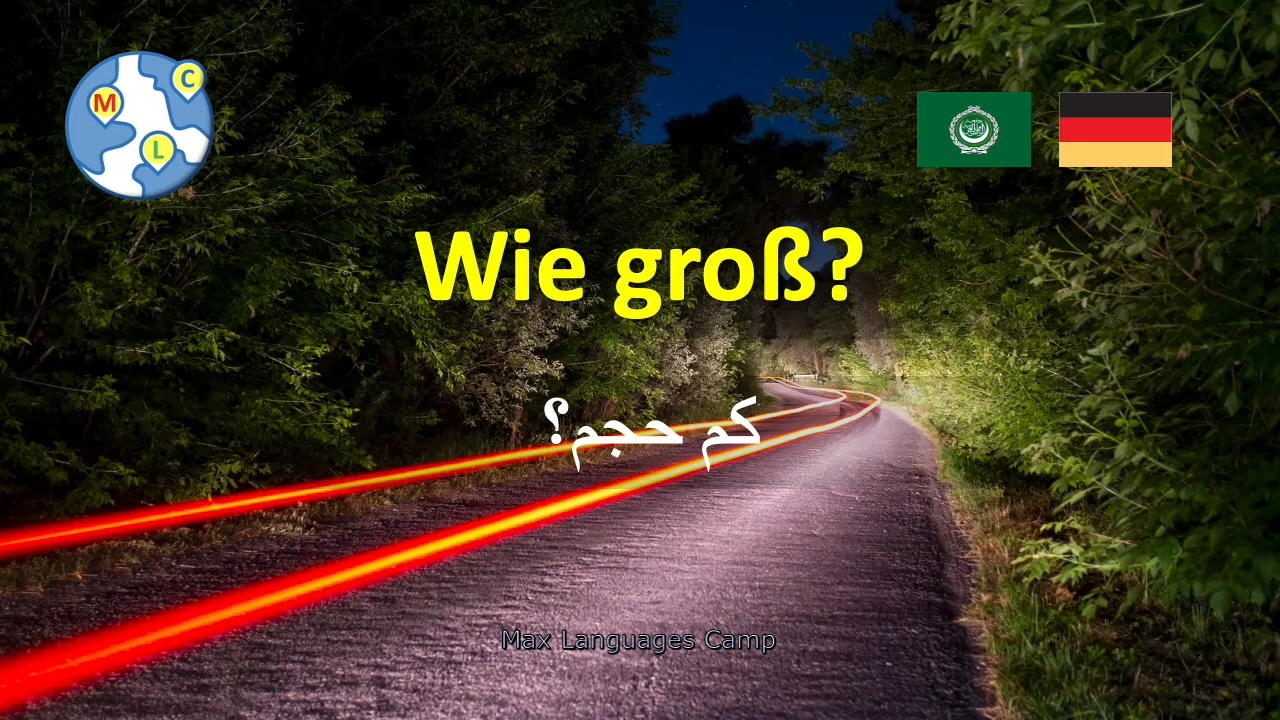 M
C
L
Wie groß?
كم حجم؟
Max Languages Camp